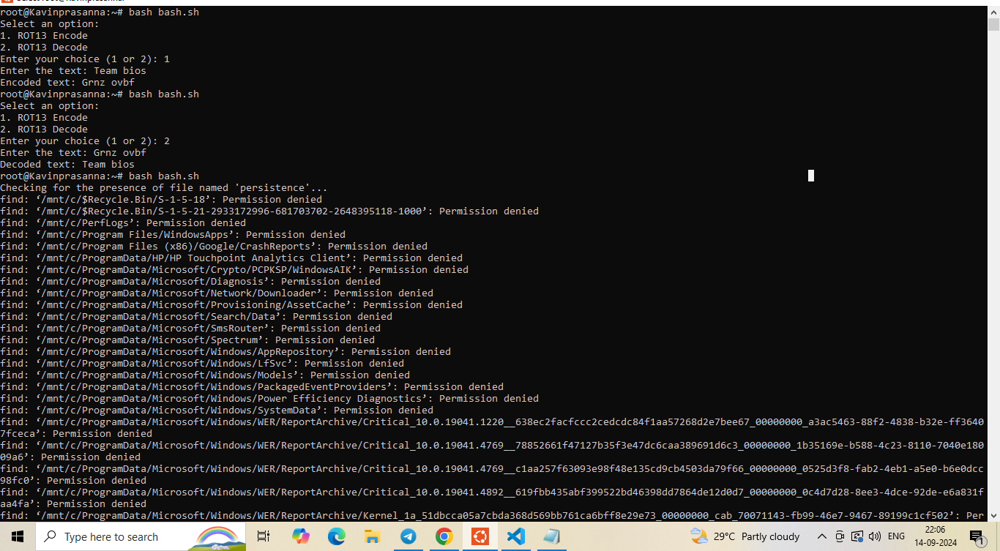 root@Kavinprasanna:~# bash bash.sh
Select an option:
1. ROT13 Encode
2. ROT13 Decode
Enter your choice (1 or 2): 1
Enter the text: Team bios
Encoded text: Grnz ovbf
root@Kavinprasanna:~# bash bash.sh
Select an option:
1. ROT13 Encode
2. ROT13 Decode
Enter your choice (1 or 2): 2
Enter the text: Grnz ovbf
Decoded text: Team bios
root@Kavinprasanna:~# bash bash.sh
Checking for the presence of file named 'persistence'...
find: ‘/mnt/c/$Recycle.Bin/S-1-5-18’: Permission denied
find: ‘/mnt/c/$Recycle.Bin/S-1-5-21-2933172996-681703702-2648395118-1000’: Permission denied
find: ‘/mnt/c/PerfLogs’: Permission denied
find: ‘/mnt/c/Program Files/WindowsApps’: Permission denied
find: ‘/mnt/c/Program Files (x86)/Google/CrashReports’: Permission denied
find: ‘/mnt/c/ProgramData/HP/HP Touchpoint Analytics Client’: Permission denied
find: ‘/mnt/c/ProgramData/Microsoft/Crypto/PCPKSP/WindowsAIK’: Permission denied
find: ‘/mnt/c/ProgramData/Microsoft/Diagnosis’: Permission denied
find: ‘/mnt/c/ProgramData/Microsoft/Network/Downloader’: Permission denied
find: ‘/mnt/c/ProgramData/Microsoft/Provisioning/AssetCache’: Permission denied
find: ‘/mnt/c/ProgramData/Microsoft/Search/Data’: Permission denied
find: ‘/mnt/c/ProgramData/Microsoft/SmsRouter’: Permission denied
find: ‘/mnt/c/ProgramData/Microsoft/Spectrum’: Permission denied
find: ‘/mnt/c/ProgramData/Microsoft/Windows/AppRepository’: Permission denied
find: ‘/mnt/c/ProgramData/Microsoft/Windows/LfSvc’: Permission denied
find: ‘/mnt/c/ProgramData/Microsoft/Windows/Models’: Permission denied
find: ‘/mnt/c/ProgramData/Microsoft/Windows/PackagedEventProviders’: Permission denied
find: ‘/mnt/c/ProgramData/Microsoft/Windows/Power Efficiency Diagnostics’: Permission denied
find: ‘/mnt/c/ProgramData/Microsoft/Windows/SystemData’: Permission denied
find: ‘/mnt/c/ProgramData/Microsoft/Windows/WER/ReportArchive/Critical_10.0.19041.1220__638ec2facfccc2cedcdc84f1aa57268d2e7bee67_00000000_a3ac5463-88f2-4838-b32e-ff3640
7fceca’: Permission denied
find: ‘/mnt/c/ProgramData/Microsoft/Windows/WER/ReportArchive/Critical_10.0.19041.4769__78852661f47127b35f3e47dc6caa389691d6c3_00000000_1b35169e-b588-4c23-8110-7040e180
09a6’: Permission denied
find: ‘/mnt/c/ProgramData/Microsoft/Windows/WER/ReportArchive/Critical_10.0.19041.4769__c1aa257f63093e98f48e135cd9cb4503da79f66_00000000_0525d3f8-fab2-4eb1-a5e0-b6e0dcc
98fc0’: Permission denied
find: ‘/mnt/c/ProgramData/Microsoft/Windows/WER/ReportArchive/Critical_10.0.19041.4892__619fbb435abf399522bd46398dd7864de12d0d7_00000000_0c4d7d28-8ee3-4dce-92de-e6a831f
aa4fa’: Permission denied
find: ‘/mnt/c/ProgramData/Microsoft/Windows/WER/ReportArchive/Kernel_1a_51dbcca05a7cbda368d569bb761ca6bff8e29e73_00000000_cab_70071143-fb99-46e7-9467-89199c1cf502’: Per
Type here to search
29°C Partly cloudy
ENG
22:06
14-09-2024
1